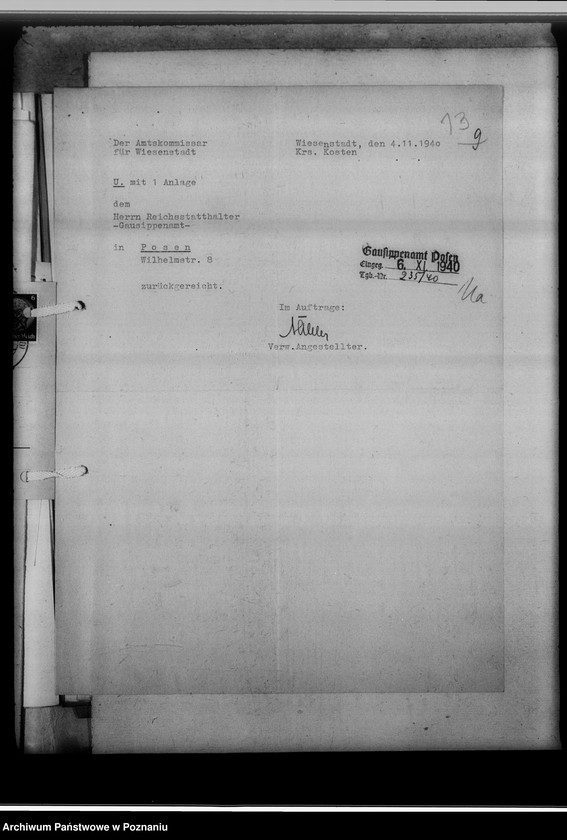 13
9
Der Amtskommissar
für Wiesenstadt
Wiesenstadt, den 4.11.1940
Krs. Kosten
U. mit 1 Anlage
dem
Herrn Reichsstatthalter
-Gausippenamt-
in Posen
Wilhelmstr. 8
zurückgereicht.
Gausippenamt Posen
Eingeg. 6. XI. 1940
Tgb.-Nr. 235/40
Im Auftrage:
Verw.Angestellter.
Archiwum Państwowe w Poznaniu